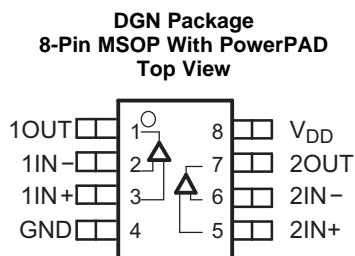 DGN Package
8-Pin MSOP With PowerPAD
Top View
1OUT 1 8 VDD
1IN− 2 7 2OUT
1IN+ 3 6 2IN−
GND 4 5 2IN+